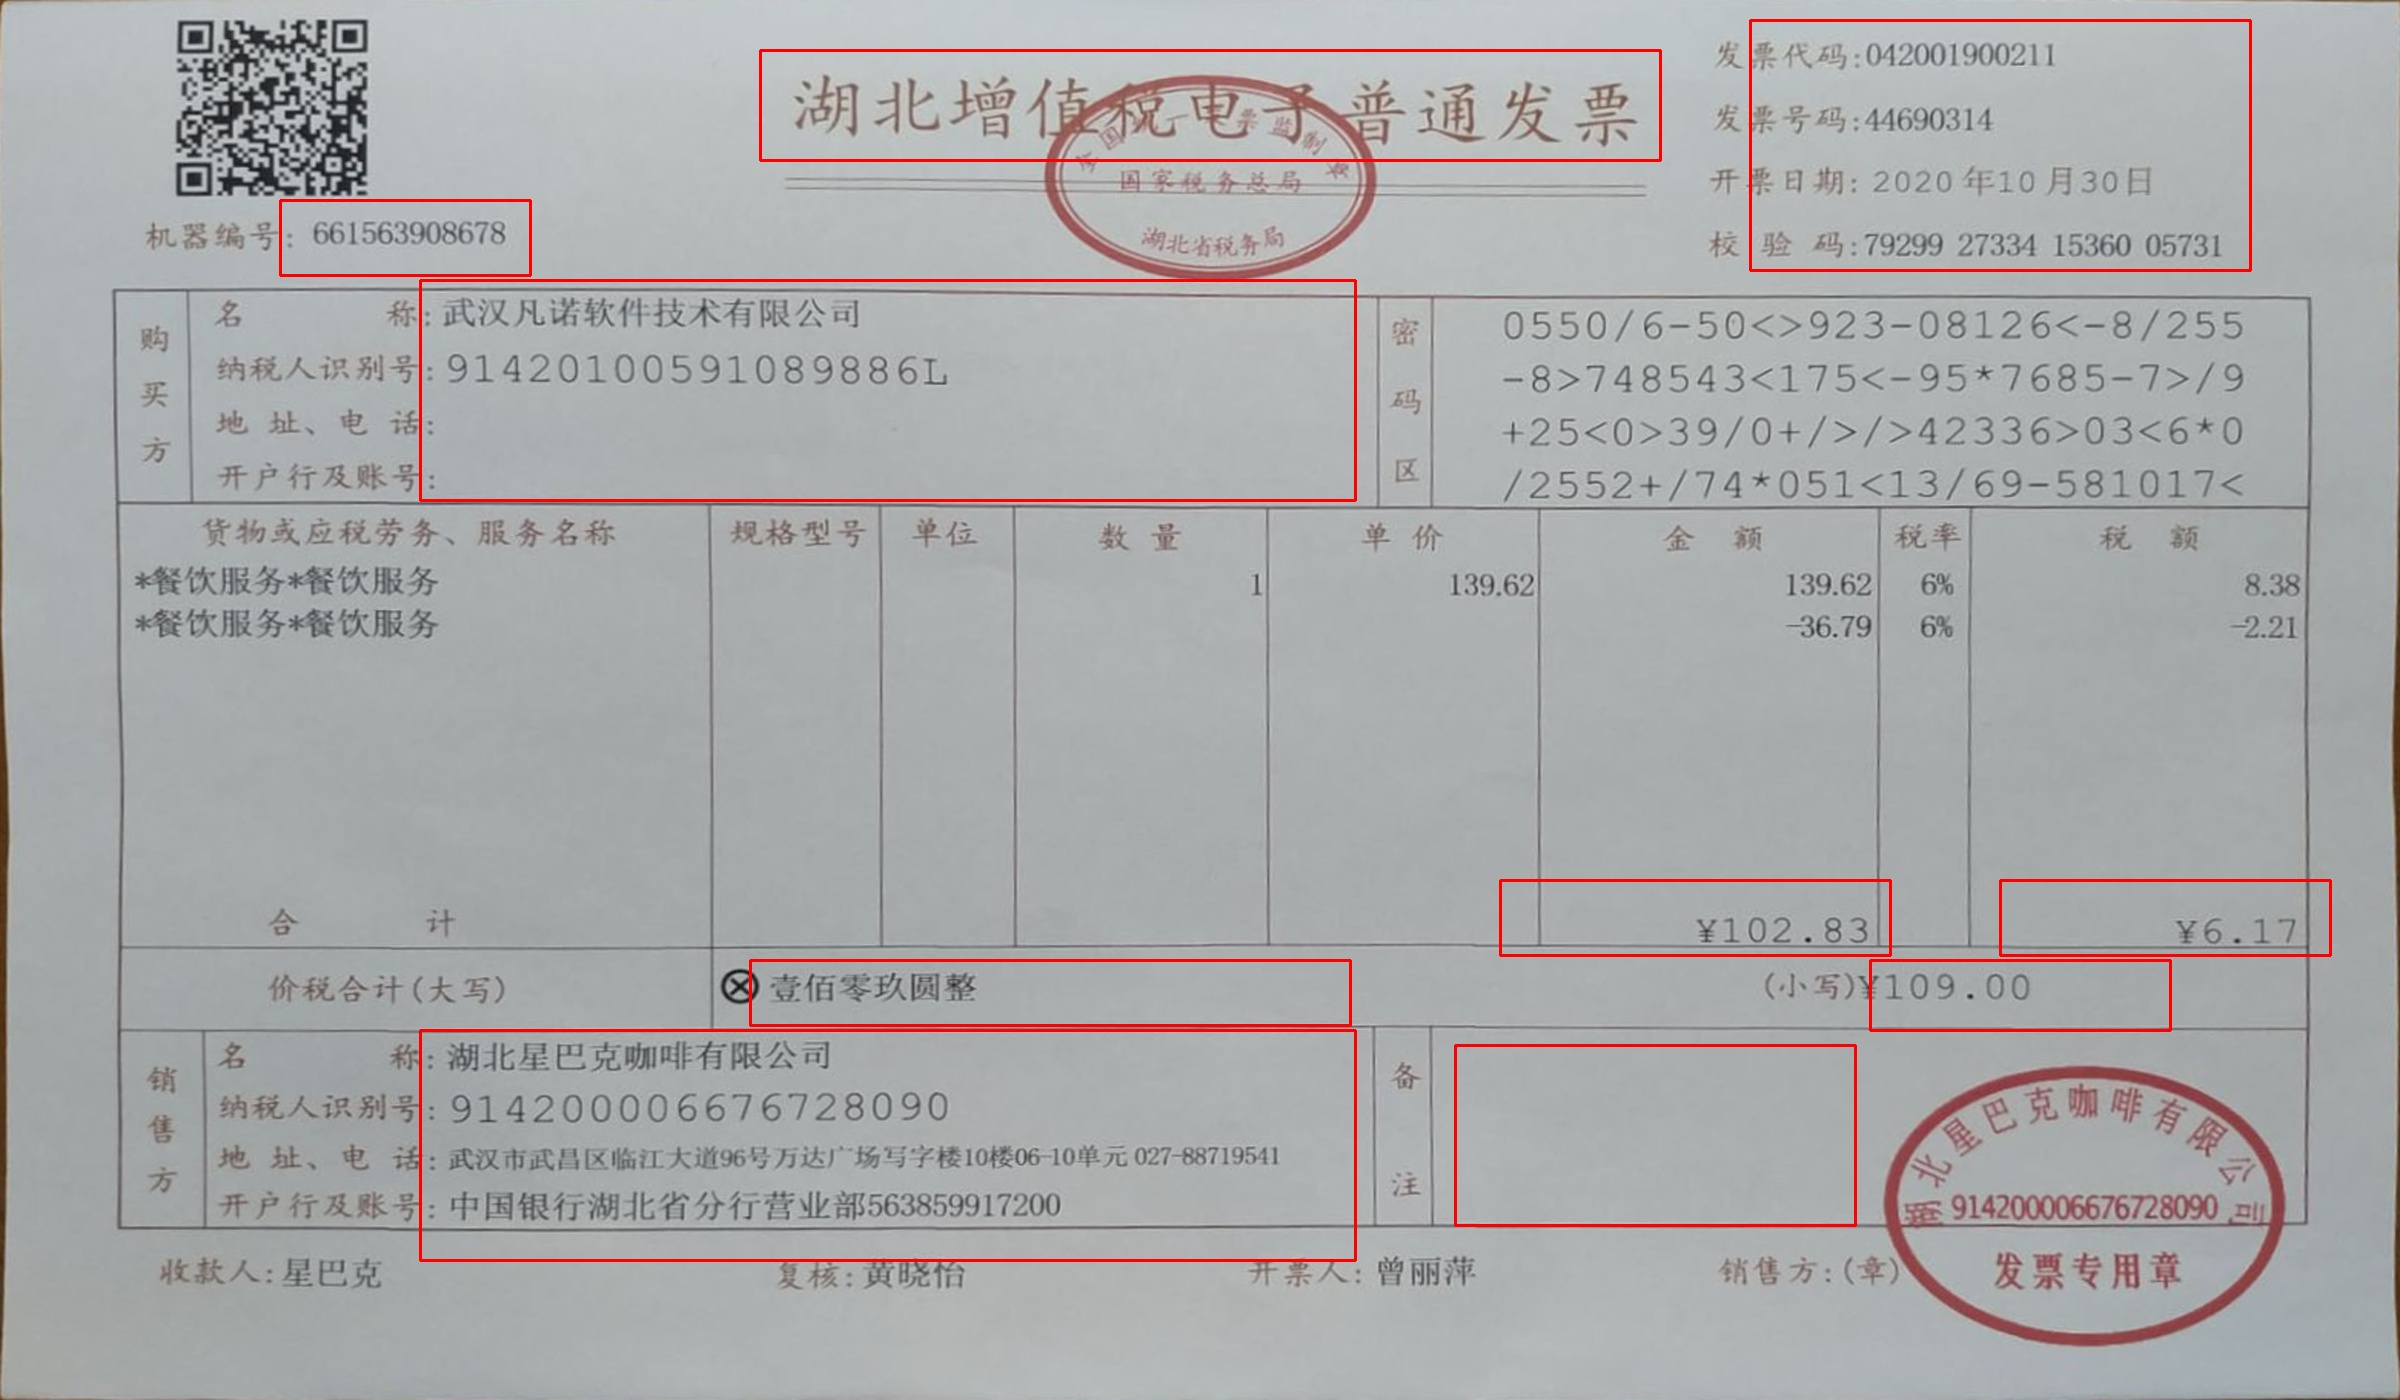 湖北增值税电子普通发票
全国统一发票监制章
国家税务总局
湖北省税务局
发票代码:042001900211
发票号码:44690314
开票日期: 2020 年10 月30日
校 验 码:79299 27334 15360 05731
机器编号: 661563908678
购买方
名 称: 武汉凡诺软件技术有限公司
纳税人识别号: 91420100591089886L
地 址、电 话:
开户行及账号:
密码区
0550/6-50<>923-08126<-8/255
-8>748543<175<-95*7685-7>/9
+25<0>39/0+/>/>42336>03<6*0
/2552+/74*051<13/69-581017<
货物或应税劳务、服务名称 规格型号 单位 数 量 单 价 金 额 税率 税 额
*餐饮服务*餐饮服务 1 139.62 139.62 6% 8.38
*餐饮服务*餐饮服务 -36.79 6% -2.21
合 计 ¥102.83 ¥6.17
价税合计(大写) ⊗壹佰零玖圆整 (小写)¥109.00
销售方
名 称: 湖北星巴克咖啡有限公司
纳税人识别号: 914200006676728090
地 址、电 话: 武汉市武昌区临江大道96号万达广场写字楼10楼06-10单元 027-88719541
开户行及账号: 中国银行湖北省分行营业部563859917200
备注
湖北星巴克咖啡有限公司
914200006676728090
发票专用章
收款人: 星巴克 复核: 黄晓怡 开票人: 曾丽萍 销售方: (章)